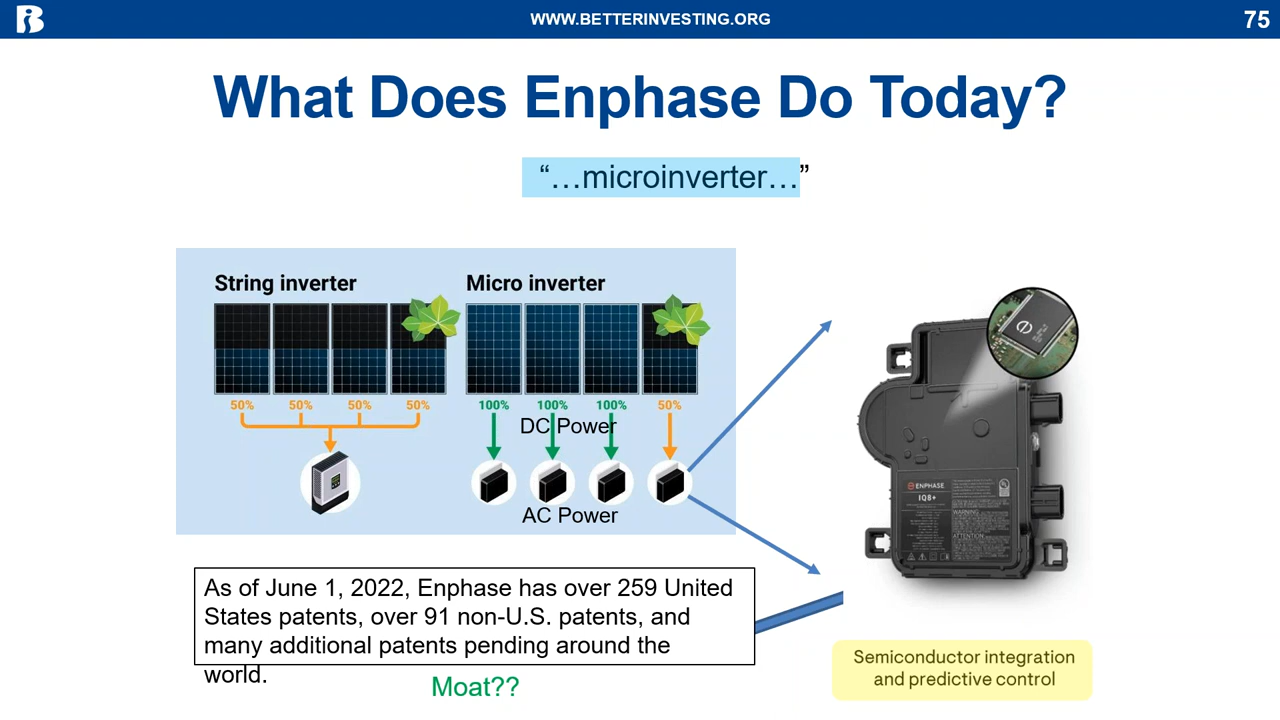 WWW.BETTERINVESTING.ORG
75
What Does Enphase Do Today?
“…microinverter…”
String inverter
Micro inverter
50% 50% 50% 50%
100% 100% 100% 50%
DC Power
AC Power
ENPHASE
IQ8+
WARNING
ATTENTION
As of June 1, 2022, Enphase has over 259 United
States patents, over 91 non-U.S. patents, and
many additional patents pending around the
world.
Moat??
Semiconductor integration
and predictive control